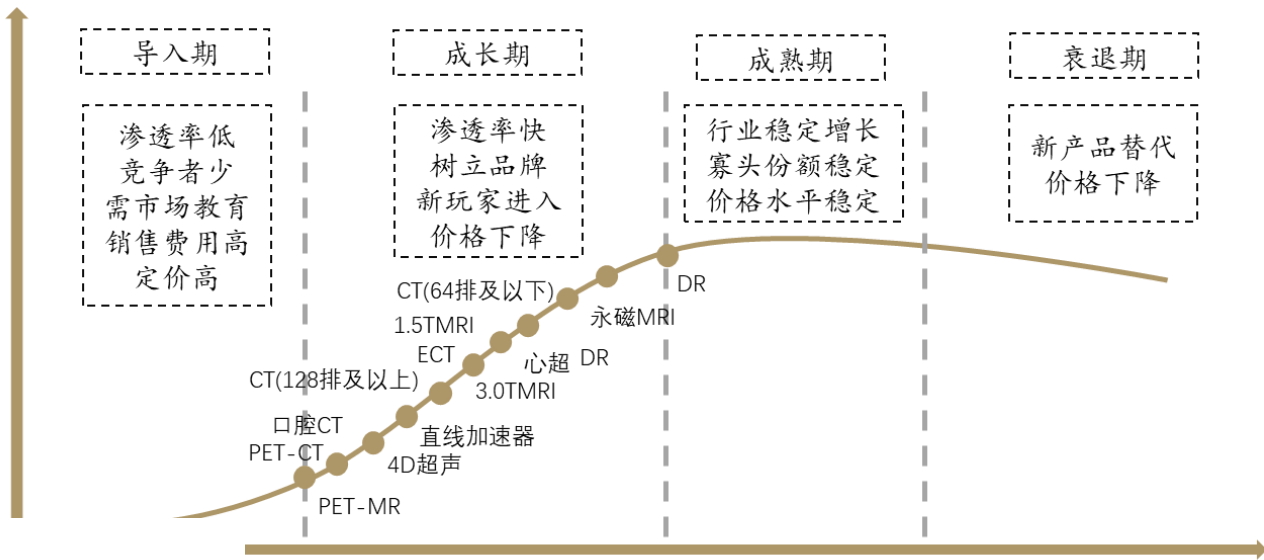 导入期
成长期
成熟期
衰退期
渗透率低
竞争者少
需市场教育
销售费用高
定价高
渗透率快
树立品牌
新玩家进入
价格下降
行业稳定增长
寡头份额稳定
价格水平稳定
新产品替代
价格下降
DR
CT(64排及以下)
永磁MRI
1.5TMRI
ECT
心超
DR
CT(128排及以上)
3.0TMRI
口腔CT
直线加速器
PET-CT
4D超声
PET-MR